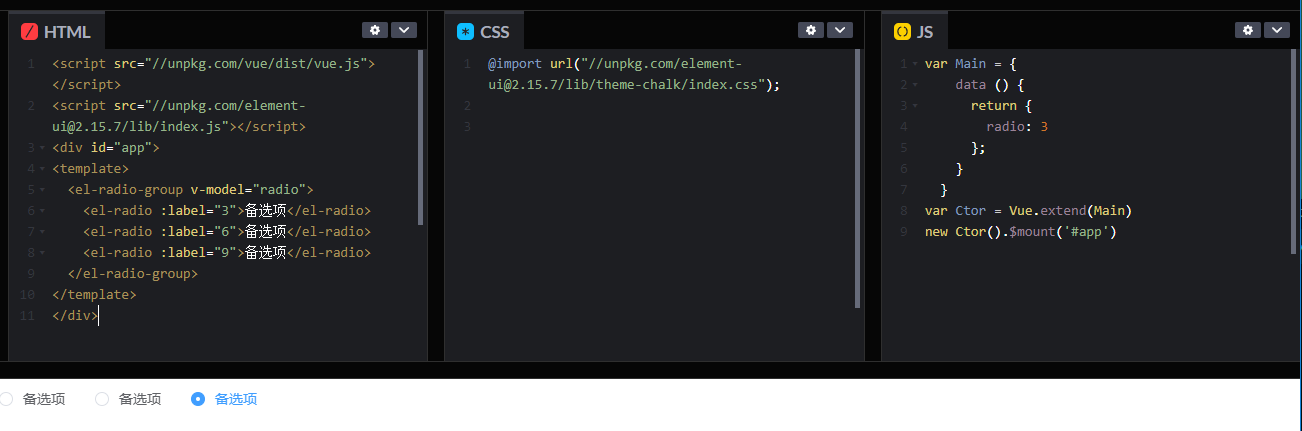 HTML
1 <script src="//unpkg.com/vue/dist/vue.js">
</script>
2 <script src="//unpkg.com/element-
ui@2.15.7/lib/index.js"></script>
3 <div id="app">
4 <template>
5 <el-radio-group v-model="radio">
6 <el-radio :label="3">备选项</el-radio>
7 <el-radio :label="6">备选项</el-radio>
8 <el-radio :label="9">备选项</el-radio>
9 </el-radio-group>
10 </template>
11 </div>
CSS
1 @import url("//unpkg.com/element-
ui@2.15.7/lib/theme-chalk/index.css");
2
3
JS
1 var Main = {
2 data () {
3 return {
4 radio: 3
5 };
6 }
7 }
8 var Ctor = Vue.extend(Main)
9 new Ctor().$mount('#app')
备选项 备选项 备选项